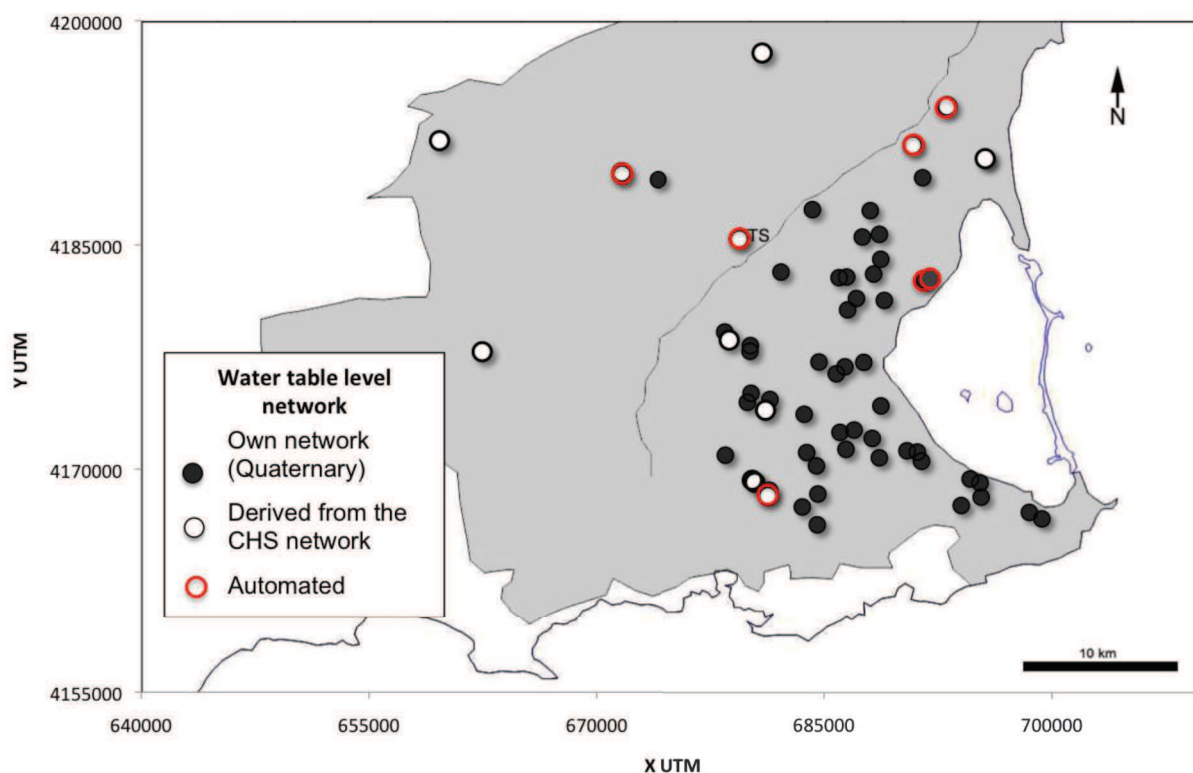 4200000
N
4185000
TS
Y UTM
Water table level
network
Own network
(Quaternary)
Derived from the
CHS network
Automated
4170000
10 km
4155000
640000
655000
670000
685000
700000
X UTM